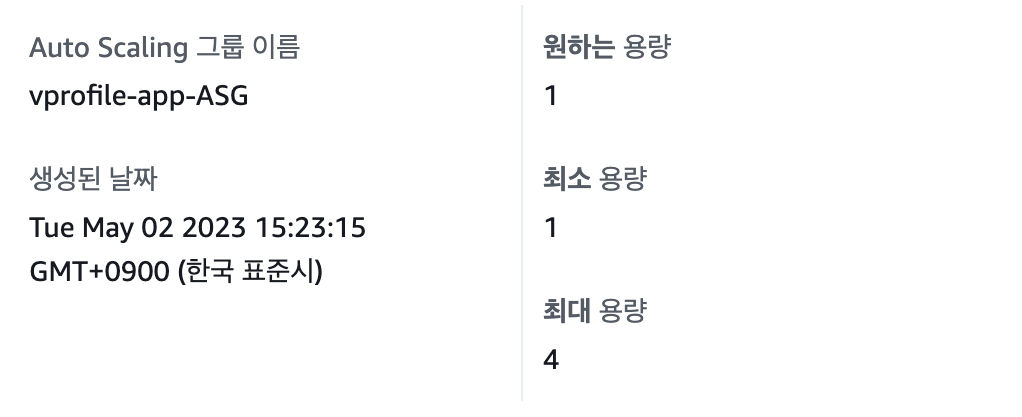 Auto Scaling 그룹 이름
vprofile-app-ASG
생성된 날짜
Tue May 02 2023 15:23:15
GMT+0900 (한국 표준시)
원하는 용량
1
최소 용량
1
최대 용량
4